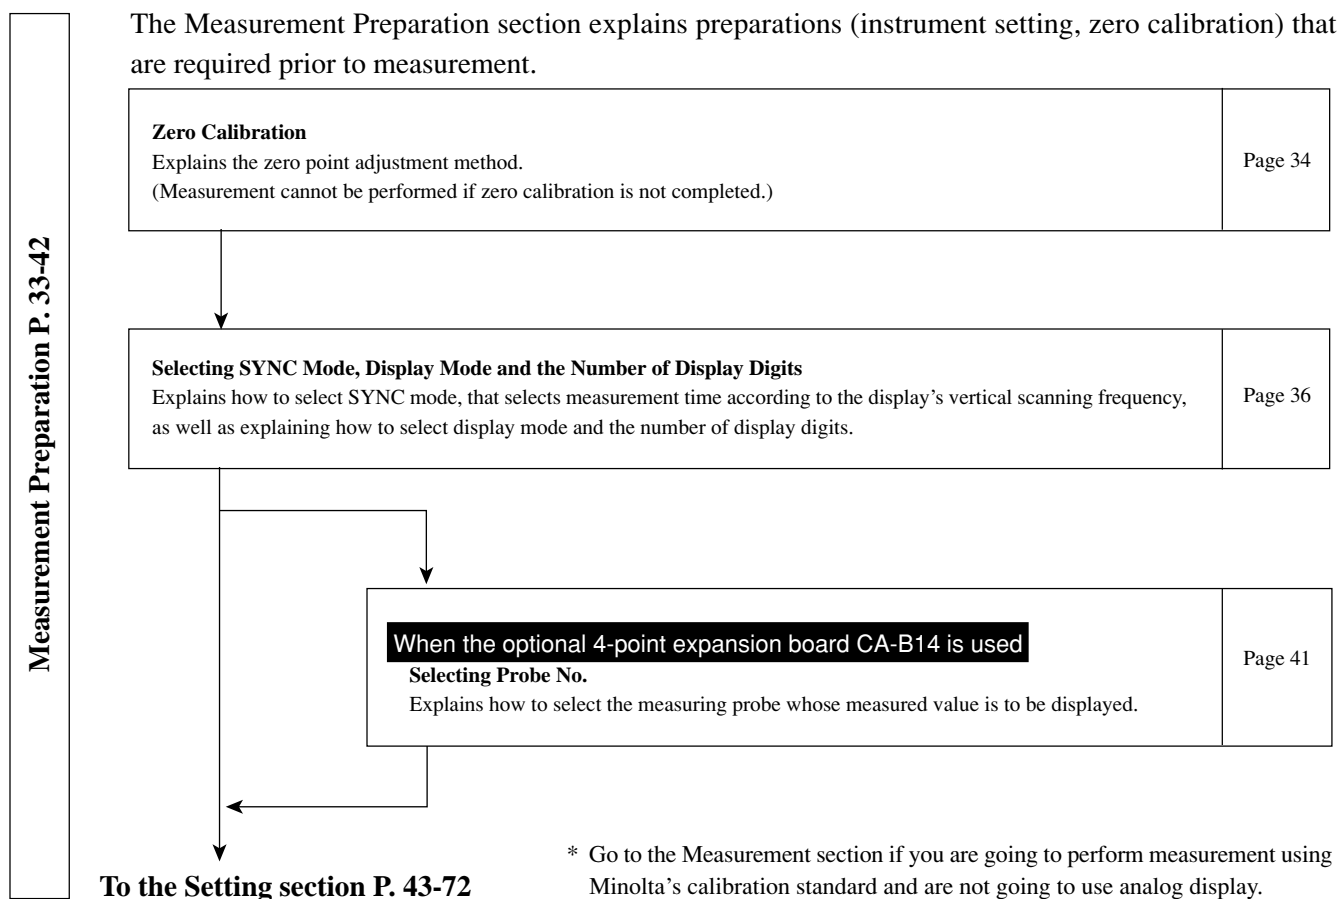 The Measurement Preparation section explains preparations (instrument setting, zero calibration) that
are required prior to measurement.
Measurement Preparation P. 33-42
Zero Calibration
Explains the zero point adjustment method.
(Measurement cannot be performed if zero calibration is not completed.)
Page 34
Selecting SYNC Mode, Display Mode and the Number of Display Digits
Explains how to select SYNC mode, that selects measurement time according to the display's vertical scanning frequency,
as well as explaining how to select display mode and the number of display digits.
Page 36
When the optional 4-point expansion board CA-B14 is used
Selecting Probe No.
Explains how to select the measuring probe whose measured value is to be displayed.
Page 41
To the Setting section P. 43-72
* Go to the Measurement section if you are going to perform measurement using
Minolta's calibration standard and are not going to use analog display.